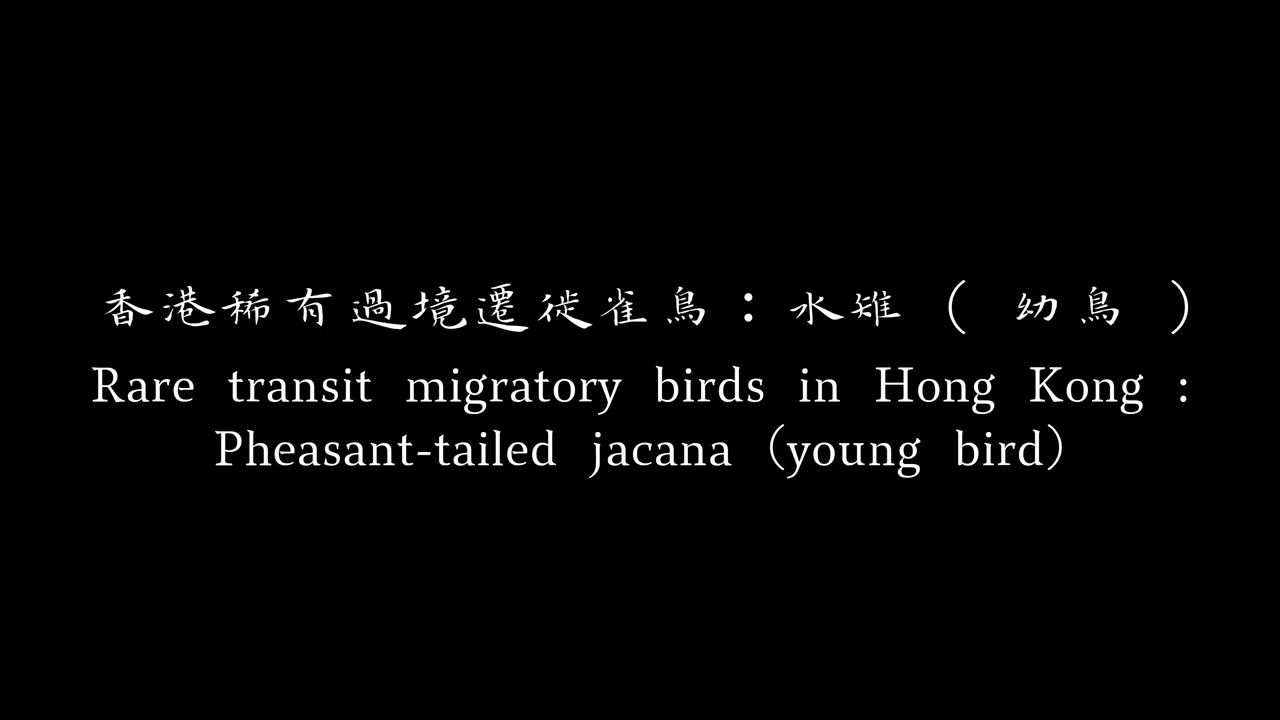 香港稀有過境遷徙雀鳥：水雉（ 幼鳥 ）
Rare transit migratory birds in Hong Kong :
Pheasant-tailed jacana (young bird)